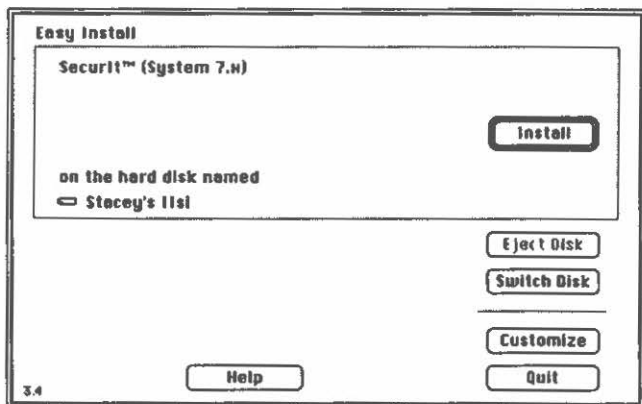 Easy Install
SecurIt™ (System 7.x)
Install
on the hard disk named
Stacey's IIsi
Eject Disk
Switch Disk
Customize
Help
Quit
3.4